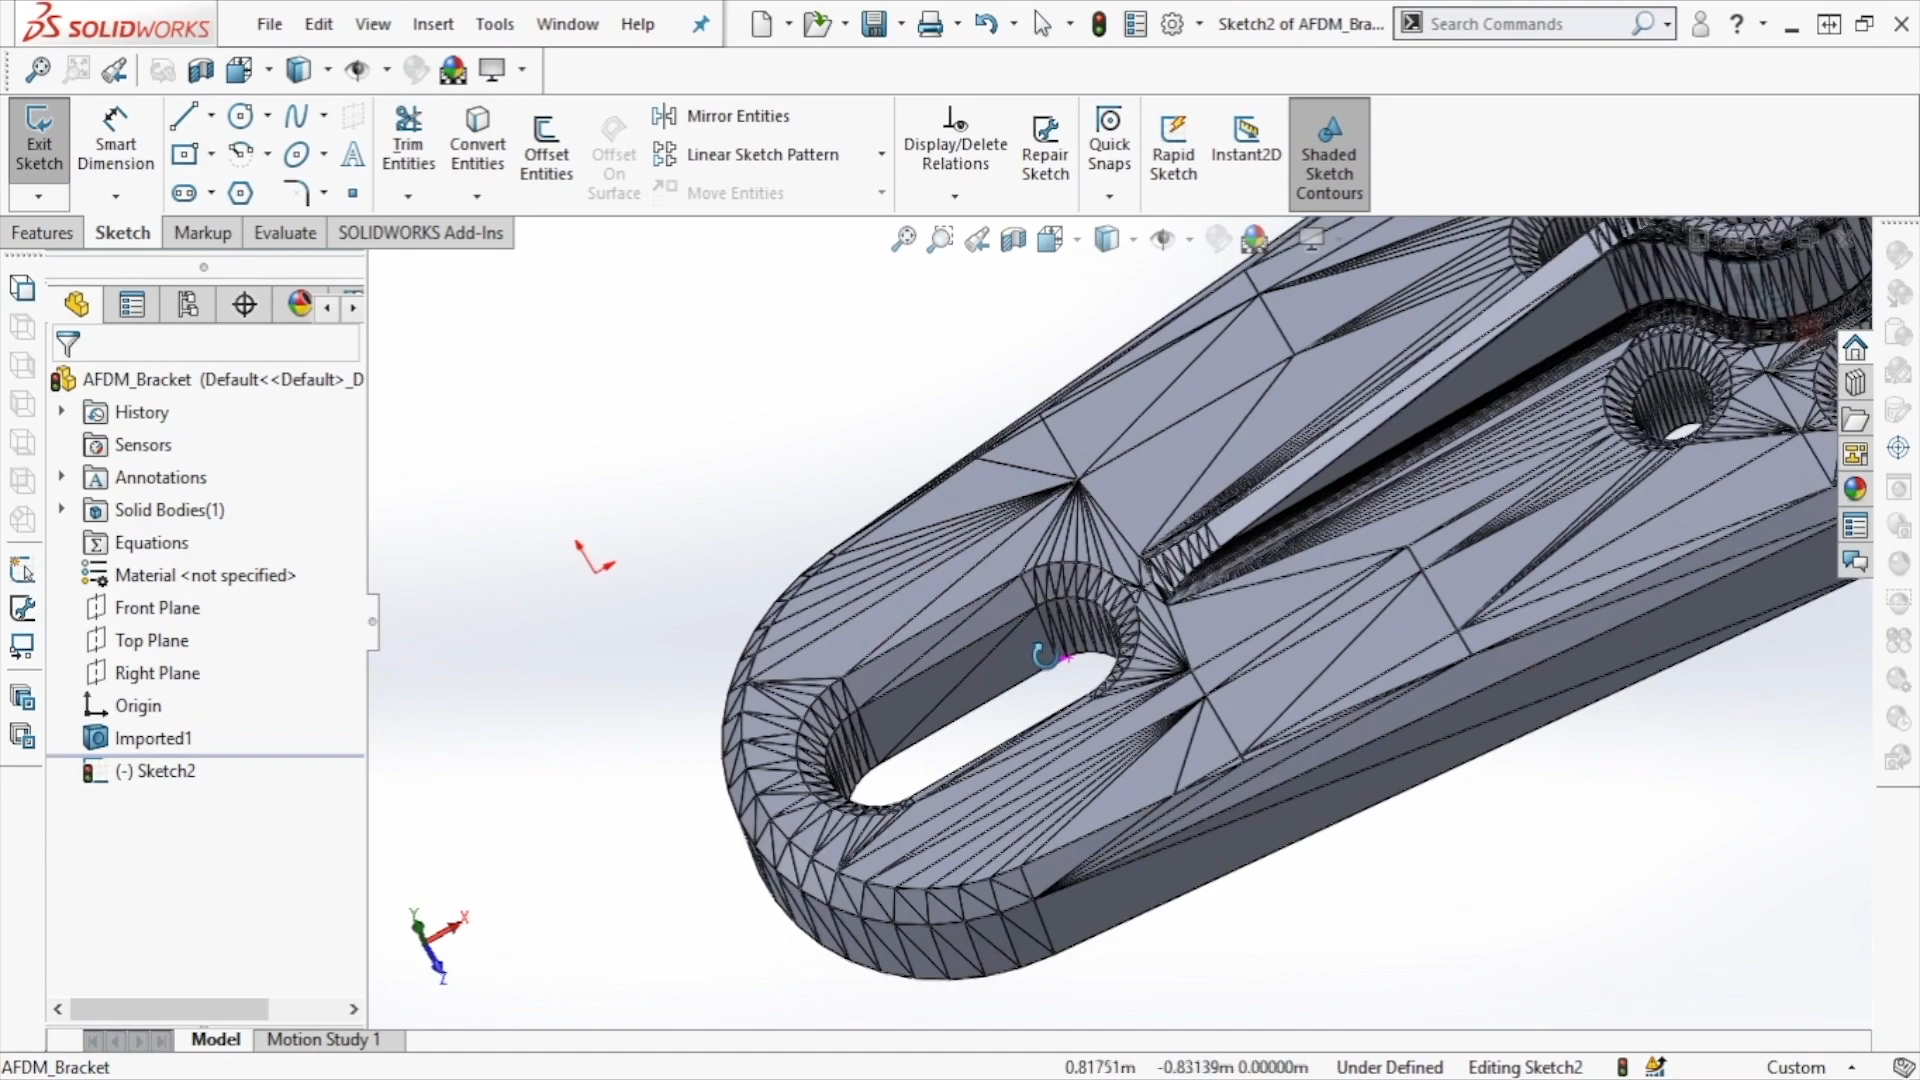 SOLIDWORKS
File Edit View Insert Tools Window Help
Sketch2 of AFDM_Bra...
Search Commands
?
Exit Sketch
Smart Dimension
Trim Entities
Convert Entities
Offset Entities
Offset On Surface
Mirror Entities
Linear Sketch Pattern
Move Entities
Display/Delete Relations
Repair Sketch
Quick Snaps
Rapid Sketch
Instant2D
Shaded Sketch Contours
Features Sketch Markup Evaluate SOLIDWORKS Add-Ins
AFDM_Bracket (Default<<Default>_D
History
Sensors
Annotations
Solid Bodies(1)
Equations
Material <not specified>
Front Plane
Top Plane
Right Plane
Origin
Imported1
(-) Sketch2
Y
X
Z
Model Motion Study 1
AFDM_Bracket 0.81751m -0.83139m 0.00000m Under Defined Editing Sketch2 Custom